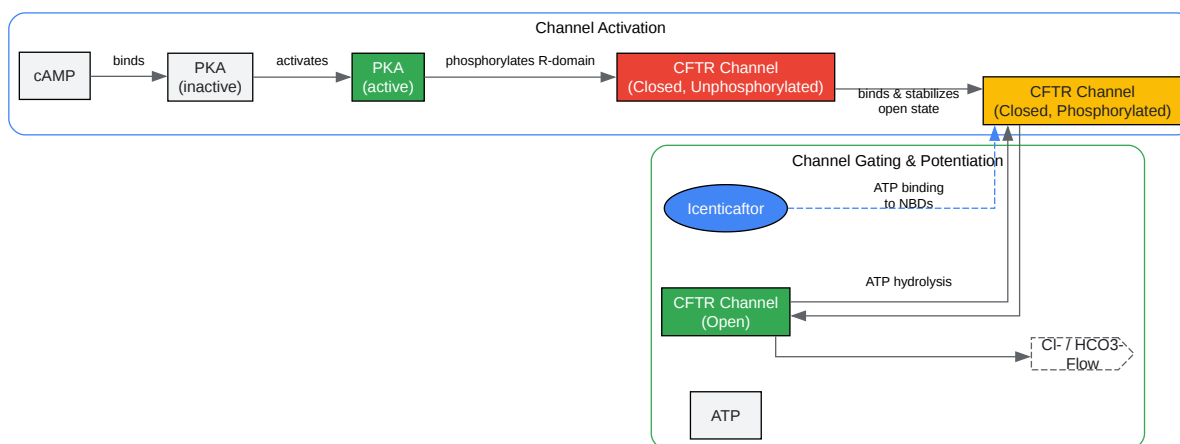 Channel Activation
cAMP
binds
PKA
(inactive)
activates
PKA
(active)
phosphorylates R-domain
CFTR Channel
(Closed, Unphosphorylated)
binds & stabilizes
open state
CFTR Channel
(Closed, Phosphorylated)
Channel Gating & Potentiation
Icenticaftor
ATP binding
to NBDs
ATP hydrolysis
CFTR Channel
(Open)
Cl- / HCO3-
Flow
ATP